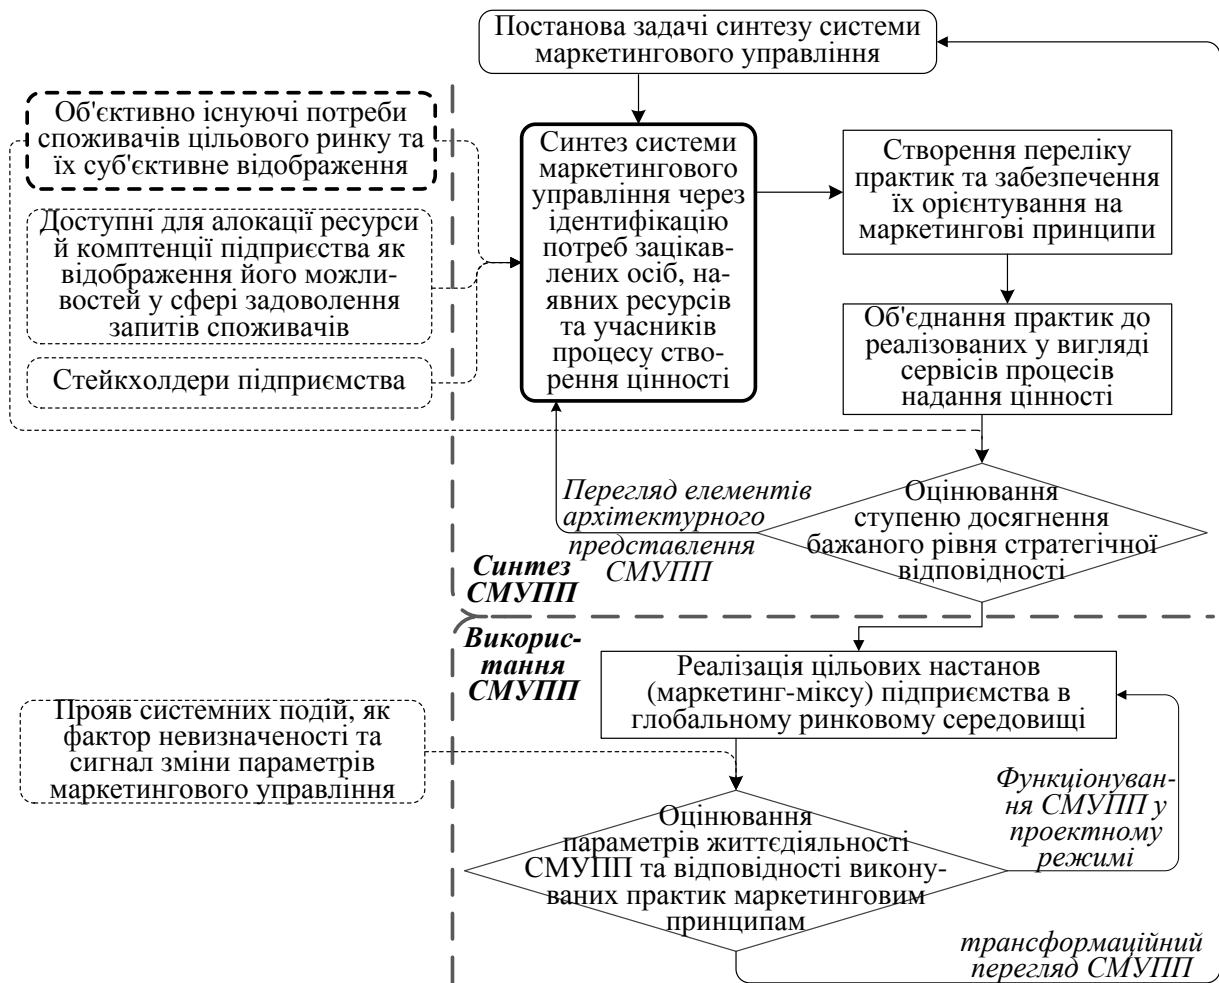 Постанова задачі синтезу системи
маркетингового управління
Об'єктивно існуючі потреби
споживачів цільового ринку та
їх суб'єктивне відображення
Доступні для алокації ресурси
й комптенції підприємства як
відображення його можли-
востей у сфері задоволення
запитів споживачів
Стейкхолдери підприємства
Синтез системи
маркетингового
управління через
ідентифікацію
потреб зацікав-
лених осіб, на-
явних ресурсів
та учасників
процесу ство-
рення цінності
Створення переліку
практик та забезпечення
їх орієнтування на
маркетингові принципи
Об'єднання практик до
реалізованих у вигляді
сервісів процесів
надання цінності
Оцінювання
ступеню досягнення
бажаного рівня стратегічної
відповідності
Перегляд елементів
архітектурного
представлення
СМУПП
Синтез
СМУПП
Викорис-
тання
СМУПП
Реалізація цільових настанов
(маркетинг-міксу) підприємства в
глобальному ринковому середовищі
Прояв системних подій, як
фактор невизначеності та
сигнал зміни параметрів
маркетингового управління
Оцінювання
параметрів життєдіяльності
СМУПП та відповідності викону-
ваних практик маркетинговим
принципам
Функціонуван-
ня СМУПП у
проектному
режимі
трансформаційний
перегляд СМУПП